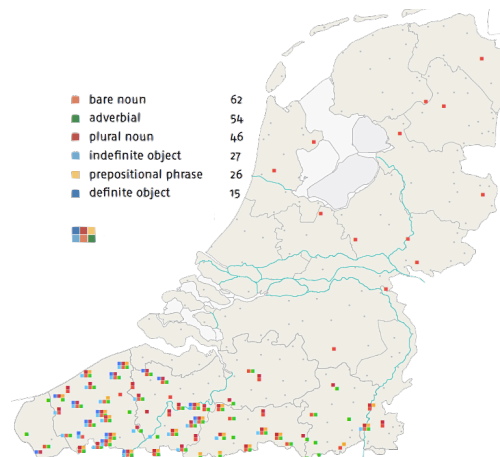 bare noun 62
adverbial 54
plural noun 46
indefinite object 27
prepositional phrase 26
definite object 15